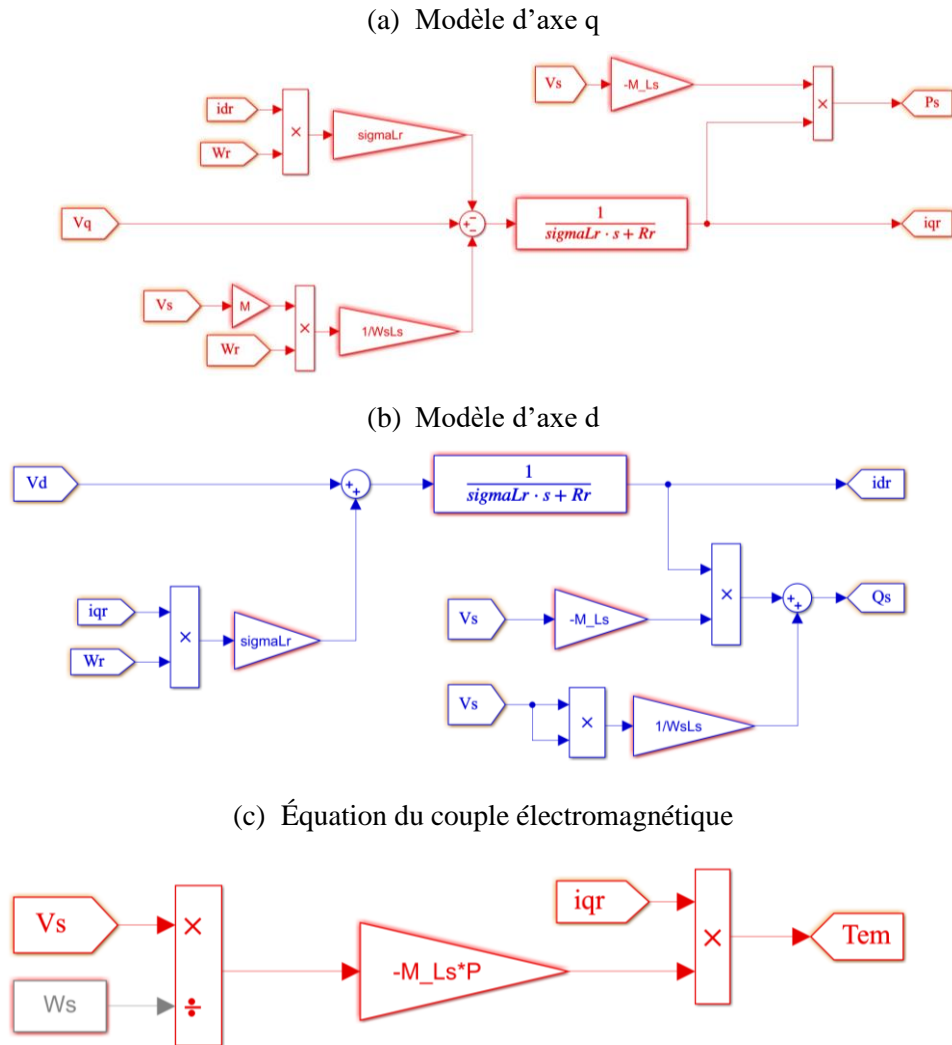 (a) Modèle d'axe q
Vs
-M_Ls
×
Ps
idr
Wr
×
sigmaLr
Vq
+
−
−
1
sigmaLr · s + Rr
iqr
Vs
M
Wr
×
1/WsLs
(b) Modèle d'axe d
Vd
+
+
1
sigmaLr · s + Rr
idr
iqr
Wr
×
sigmaLr
Vs
-M_Ls
×
+
+
Qs
Vs
×
1/WsLs
(c) Équation du couple électromagnétique
Vs
Ws
×
÷
-M_Ls*P
iqr
×
Tem